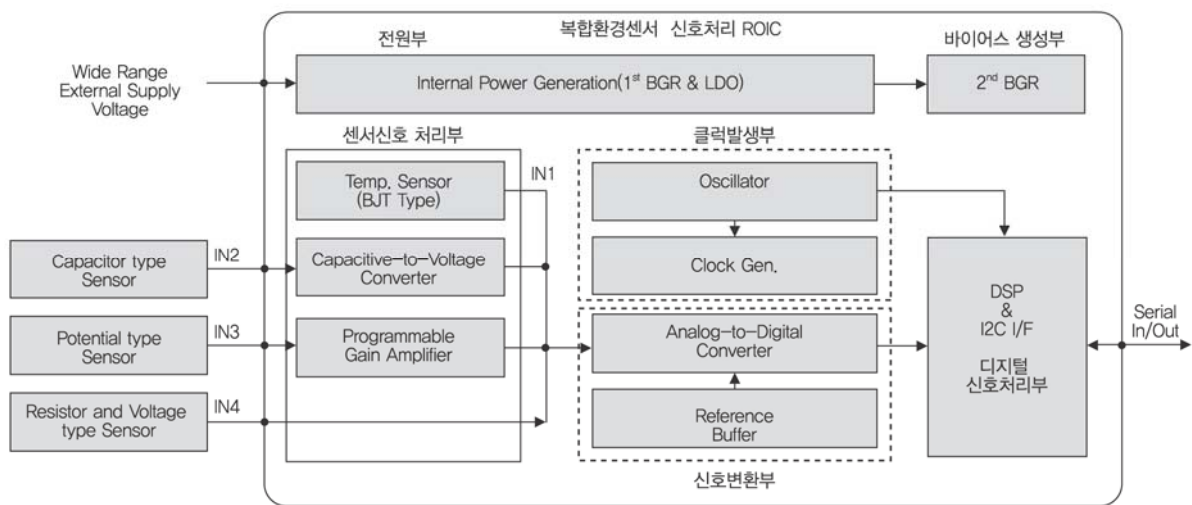 복합환경센서 신호처리 ROIC
전원부
바이어스 생성부
Wide Range
External Supply
Voltage
Internal Power Generation(1st BGR & LDO)
2nd BGR
센서신호 처리부
클럭발생부
IN1
Temp. Sensor
(BJT Type)
Oscillator
Capacitor type
Sensor
IN2
Capacitive-to-Voltage
Converter
Clock Gen.
Potential type
Sensor
IN3
Programmable
Gain Amplifier
Analog-to-Digital
Converter
DSP
&
I2C I/F
디지털
신호처리부
Serial
In/Out
Resistor and Voltage
type Sensor
IN4
Reference
Buffer
신호변환부